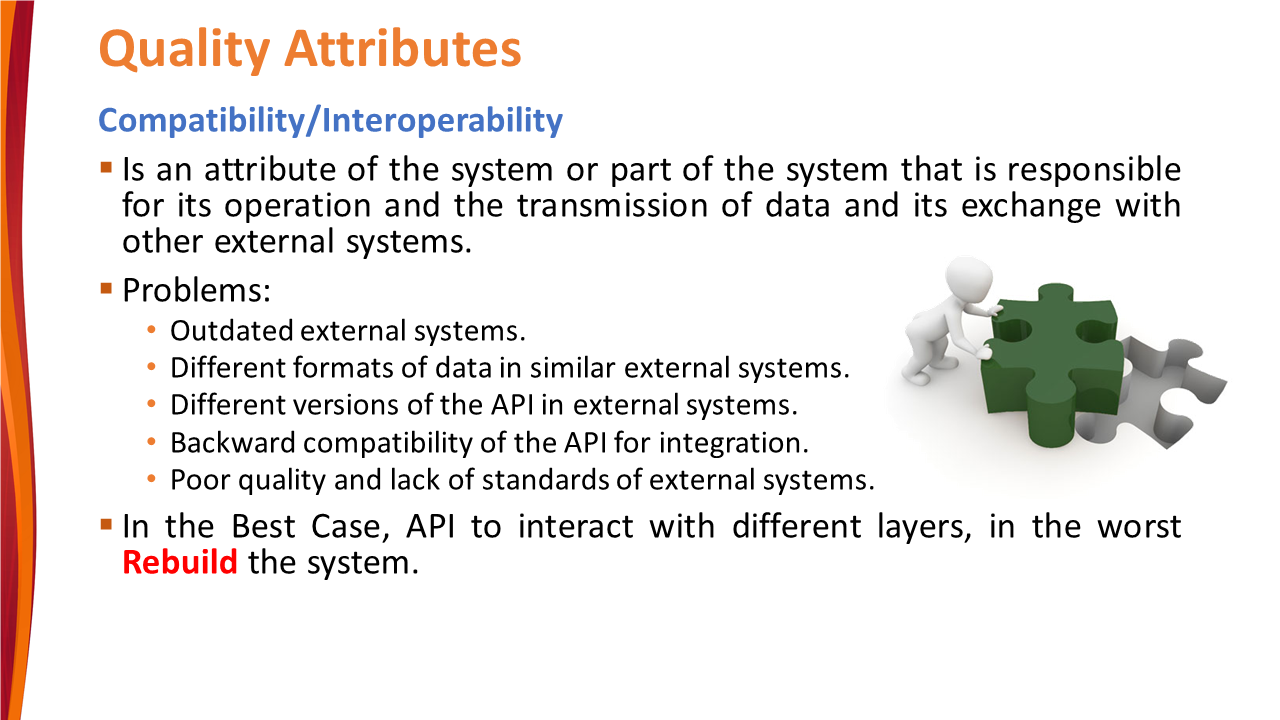 Quality Attributes
Compatibility/Interoperability
▪ Is an attribute of the system or part of the system that is responsible
for its operation and the transmission of data and its exchange with
other external systems.
▪ Problems:
• Outdated external systems.
• Different formats of data in similar external systems.
• Different versions of the API in external systems.
• Backward compatibility of the API for integration.
• Poor quality and lack of standards of external systems.
▪ In the Best Case, API to interact with different layers, in the worst
Rebuild the system.